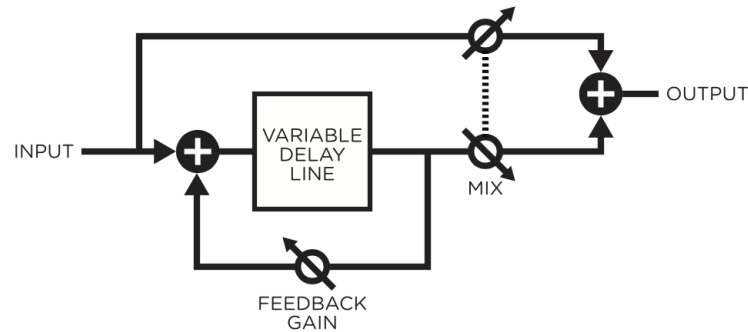 INPUT
VARIABLE
DELAY
LINE
MIX
OUTPUT
FEEDBACK
GAIN